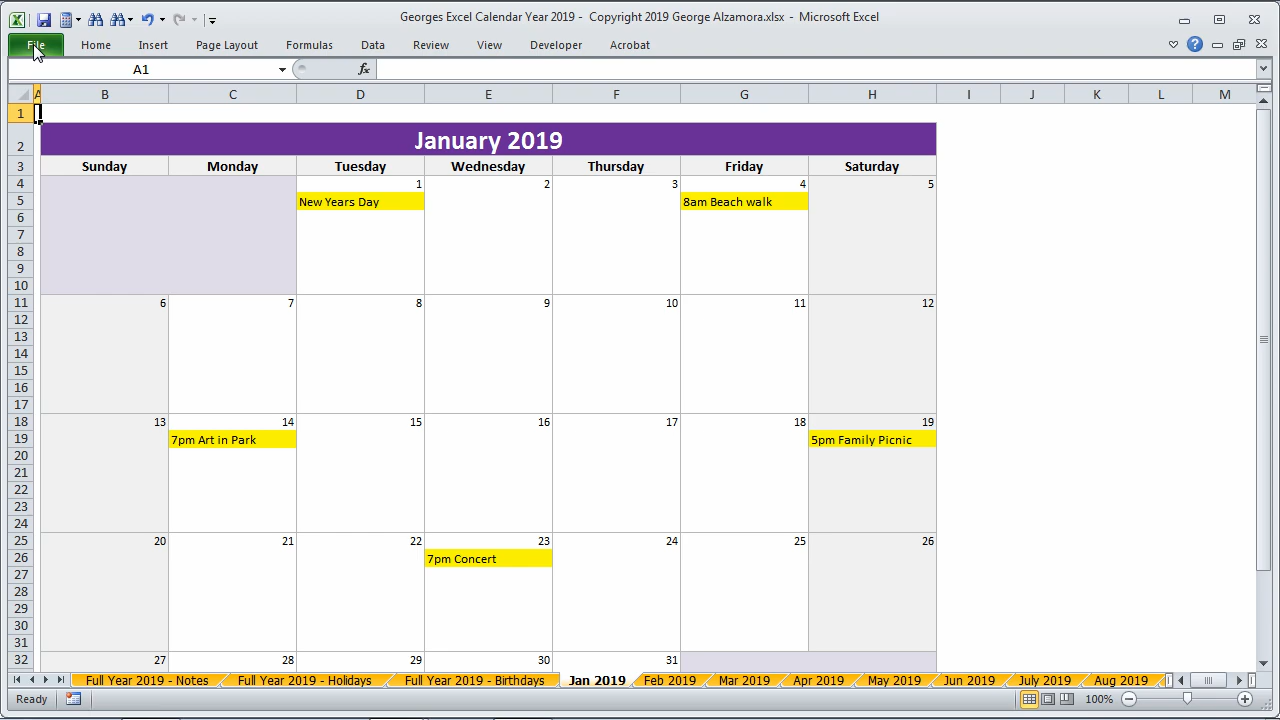 Georges Excel Calendar Year 2019 - Copyright 2019 George Alzamora.xlsx - Microsoft Excel
File Home Insert Page Layout Formulas Data Review View Developer Acrobat
A1 fx
A B C D E F G H I J K L M
1
2 January 2019
3 Sunday Monday Tuesday Wednesday Thursday Friday Saturday
4 1 2 3 4 5
5 New Years Day 8am Beach walk
6
7
8
9
10
11 6 7 8 9 10 11 12
12
13
14
15
16
17
18 13 14 15 16 17 18 19
19 7pm Art in Park 5pm Family Picnic
20
21
22
23
24
25 20 21 22 23 24 25 26
26 7pm Concert
27
28
29
30
31
32 27 28 29 30 31
Full Year 2019 - Notes Full Year 2019 - Holidays Full Year 2019 - Birthdays Jan 2019 Feb 2019 Mar 2019 Apr 2019 May 2019 Jun 2019 July 2019 Aug 2019
Ready 100%